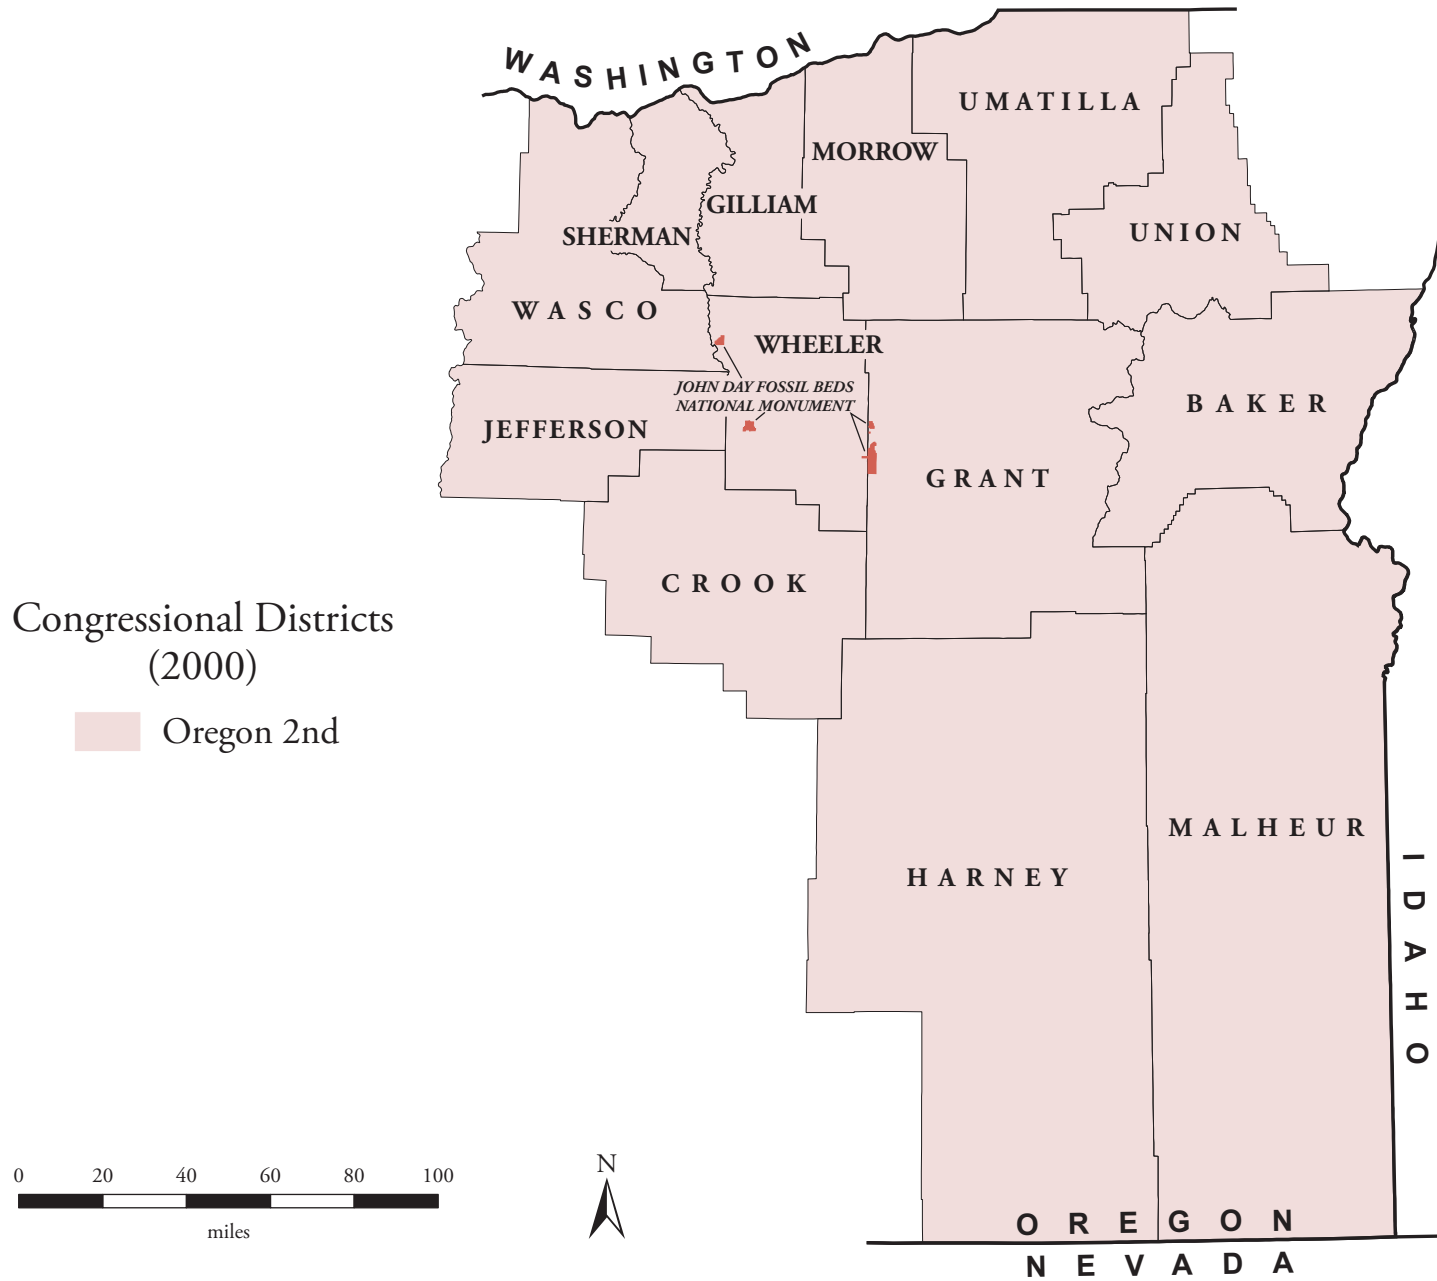 WASHINGTON
UMATILLA
MORROW
GILLIAM
UNION
SHERMAN
WASCO
WHEELER
JOHN DAY FOSSIL BEDS
NATIONAL MONUMENT
BAKER
JEFFERSON
GRANT
CROOK
Congressional Districts
(2000)
Oregon 2nd
MALHEUR
HARNEY
IDAHO
N
0 20 40 60 80 100
miles
OREGON
NEVADA